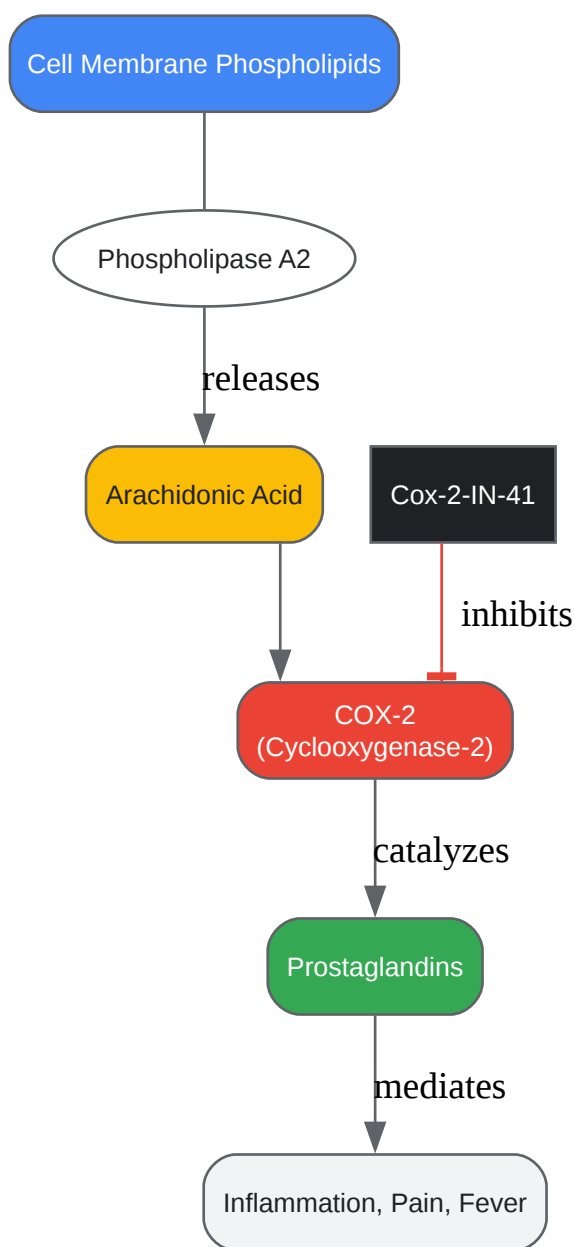 Cell Membrane Phospholipids
Phospholipase A2
releases
Arachidonic Acid
Cox-2-IN-41
inhibits
COX-2
(Cyclooxygenase-2)
catalyzes
Prostaglandins
mediates
Inflammation, Pain, Fever